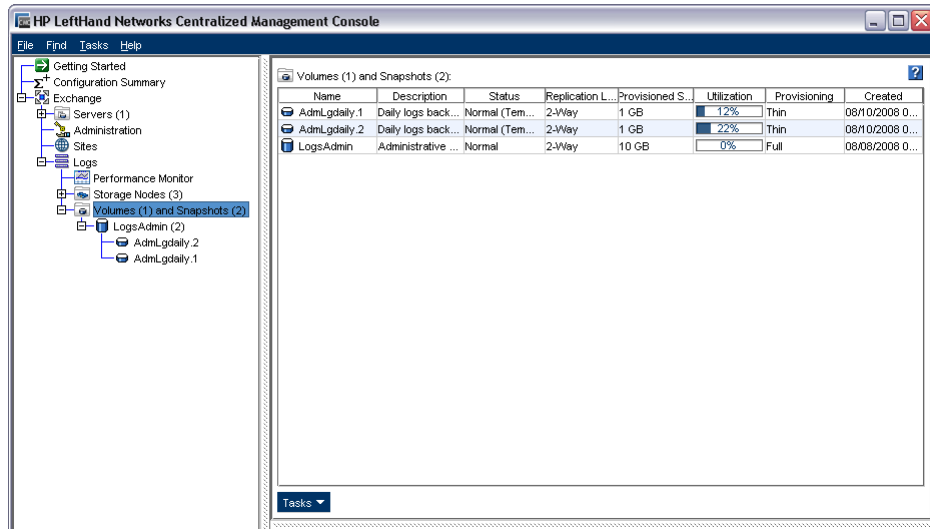 HP LeftHand Networks Centralized Management Console
File Find Tasks Help
Getting Started
Configuration Summary
Exchange
Servers (1)
Administration
Sites
Logs
Performance Monitor
Storage Nodes (3)
Volumes (1) and Snapshots (2)
LogsAdmin (2)
AdmLgdaily.2
AdmLgdaily.1
Volumes (1) and Snapshots (2):
?
Name Description Status Replication L... Provisioned S... Utilization Provisioning Created
AdmLgdaily.1 Daily logs back... Normal (Tem... 2-Way 1 GB 12% Thin 08/10/2008 0...
AdmLgdaily.2 Daily logs back... Normal (Tem... 2-Way 1 GB 22% Thin 08/10/2008 0...
LogsAdmin Administrative ... Normal 2-Way 10 GB 0% Full 08/08/2008 0...
Tasks